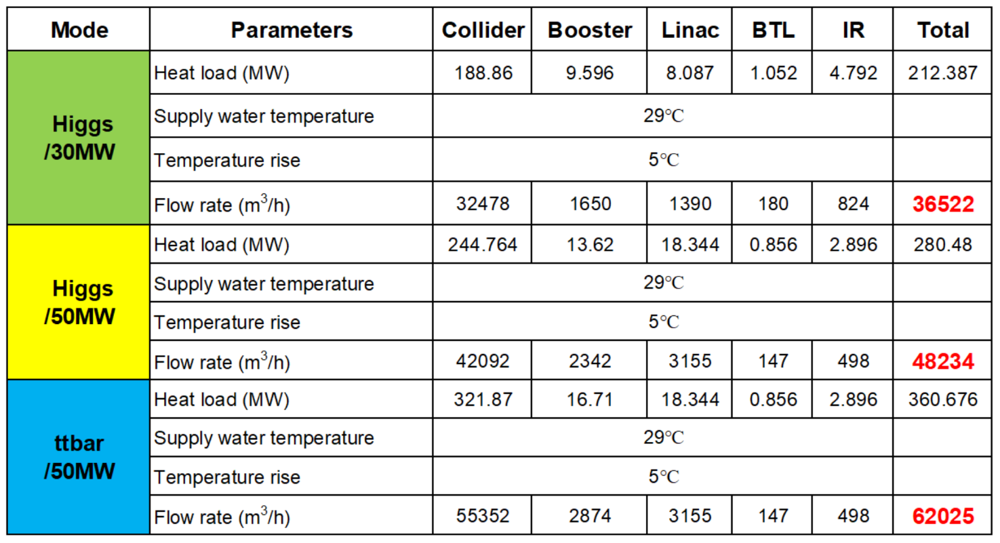 Mode Parameters Collider Booster Linac BTL IR Total
Higgs
/30MW
Heat load (MW) 188.86 9.596 8.087 1.052 4.792 212.387
Supply water temperature 29℃
Temperature rise 5℃
Flow rate (m³/h) 32478 1650 1390 180 824 36522
Higgs
/50MW
Heat load (MW) 244.764 13.62 18.344 0.856 2.896 280.48
Supply water temperature 29℃
Temperature rise 5℃
Flow rate (m³/h) 42092 2342 3155 147 498 48234
ttbar
/50MW
Heat load (MW) 321.87 16.71 18.344 0.856 2.896 360.676
Supply water temperature 29℃
Temperature rise 5℃
Flow rate (m³/h) 55352 2874 3155 147 498 62025